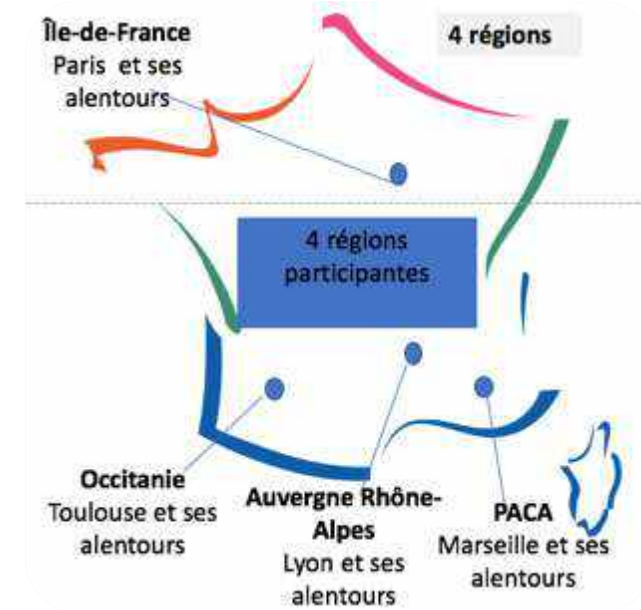 Île-de-France
Paris et ses
alentours
4 régions
4 régions
participantes
Occitanie
Toulouse et ses
alentours
Auvergne Rhône-
Alpes
Lyon et ses
alentours
PACA
Marseille et ses
alentours